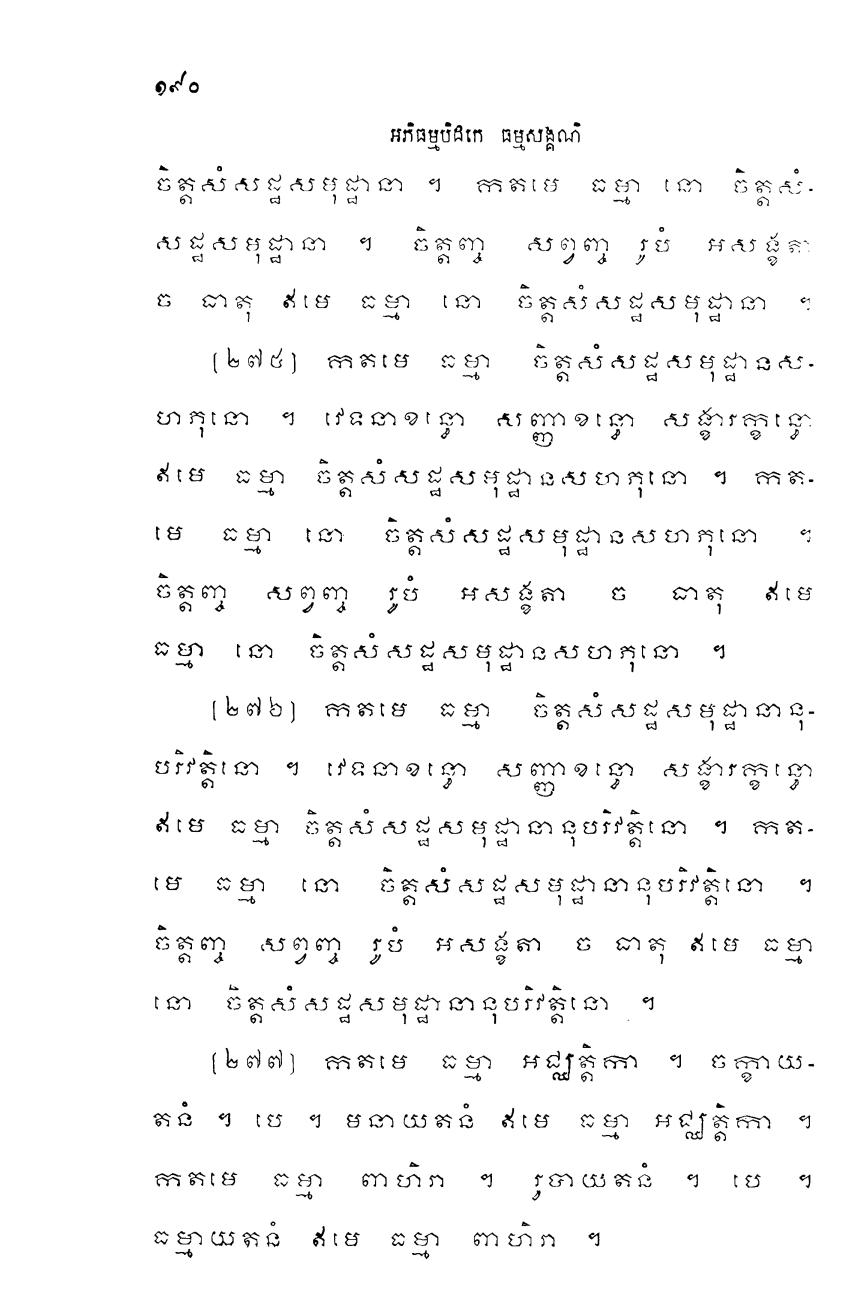 ១៩០
អភិធម្មបិដកេ ធម្មសង្គណិ
ចិត្តសំសដ្ឋសមុដ្ឋានា ។ កតមេ ធម្មា នោ ចិត្តសំ-
សដ្ឋសមុដ្ឋានា ។ ចិត្តញ្ច សព្វញ្ច រូបំ អសង្ខតា
ច ធាតុ ឥមេ ធម្មា នោ ចិត្តសំសដ្ឋសមុដ្ឋានា ។
[២៧៥] កតមេ ធម្មា ចិត្តសំសដ្ឋសមុដ្ឋានស-
ហភុនោ ។ វេទនាខន្ធោ សញ្ញាខន្ធោ សង្ខារក្ខន្ធោ
ឥមេ ធម្មា ចិត្តសំសដ្ឋសមុដ្ឋានសហភុនោ ។ កត-
មេ ធម្មា នោ ចិត្តសំសដ្ឋសមុដ្ឋានសហភុនោ ។
ចិត្តញ្ច សព្វញ្ច រូបំ អសង្ខតា ច ធាតុ ឥមេ
ធម្មា នោ ចិត្តសំសដ្ឋសមុដ្ឋានសហភុនោ ។
[២៧៦] កតមេ ធម្មា ចិត្តសំសដ្ឋសមុដ្ឋានានុ-
បរិវត្តិនោ ។ វេទនាខន្ធោ សញ្ញាខន្ធោ សង្ខារក្ខន្ធោ
ឥមេ ធម្មា ចិត្តសំសដ្ឋសមុដ្ឋានានុបរិវត្តិនោ ។ កត-
មេ ធម្មា នោ ចិត្តសំសដ្ឋសមុដ្ឋានានុបរិវត្តិនោ ។
ចិត្តញ្ច សព្វញ្ច រូបំ អសង្ខតា ច ធាតុ ឥមេ ធម្មា
នោ ចិត្តសំសដ្ឋសមុដ្ឋានានុបរិវត្តិនោ ។
[២៧៧] កតមេ ធម្មា អជ្ឈត្តិកា ។ ចក្ខាយ-
តនំ ។ បេ ។ មនាយតនំ ឥមេ ធម្មា អជ្ឈត្តិកា ។
កតមេ ធម្មា ពាហិរា ។ រូបាយតនំ ។ បេ ។
ធម្មាយតនំ ឥមេ ធម្មា ពាហិរា ។